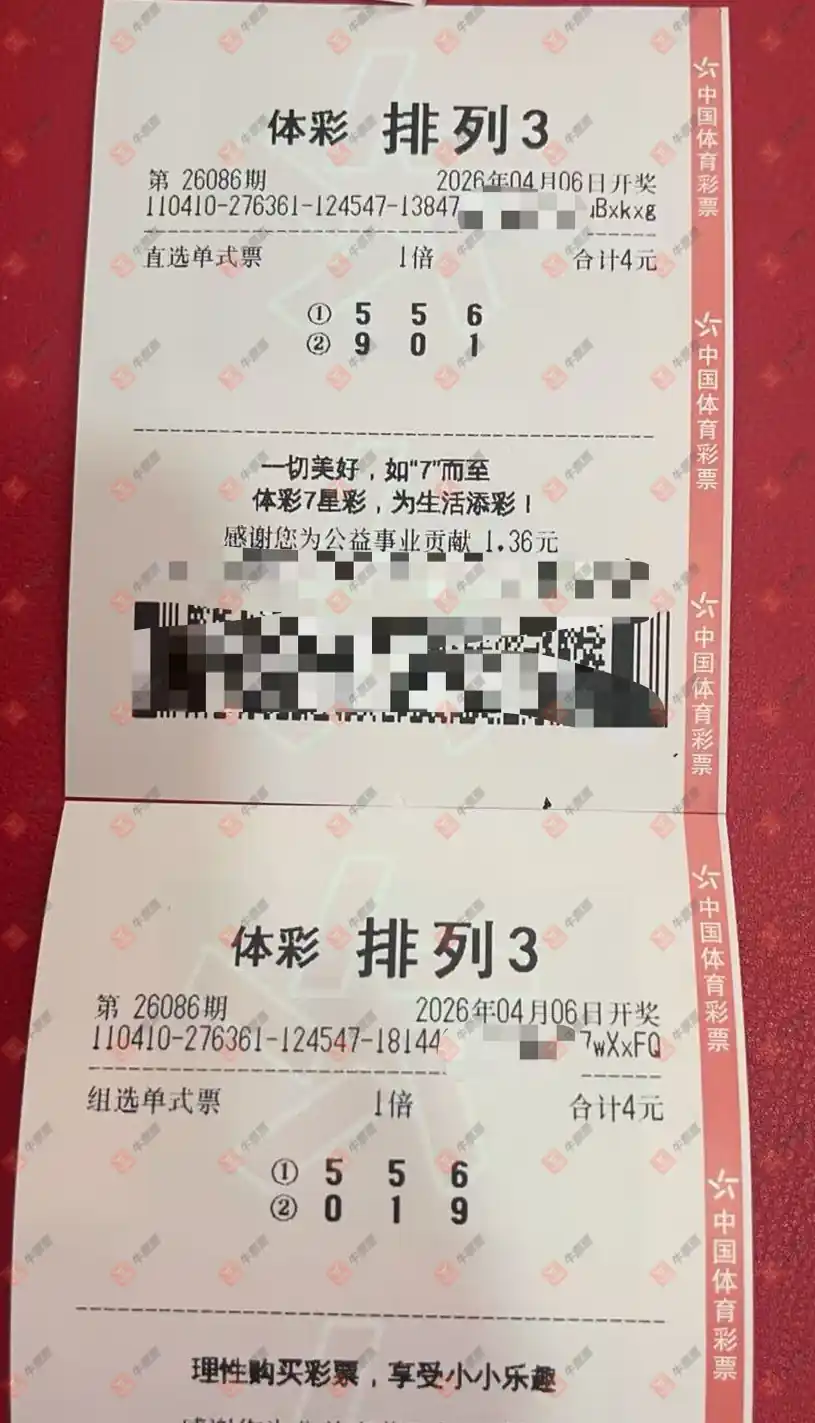 体彩 排列3
第 26086期 2026年04月06日开奖
110410-276361-124547-13847 Bxkxg
直选单式票 1倍 合计4元
① 5 5 6
② 9 0 1
一切美好，如“7”而至
体彩7星彩，为生活添彩！
感谢您为公益事业贡献 1.36元
中国体育彩票
中国体育彩票
中国体育彩票
体彩 排列3
第 26086期 2026年04月06日开奖
110410-276361-124547-18144 7wXxFQ
组选单式票 1倍 合计4元
① 5 5 6
② 0 1 9
理性购买彩票，享受小小乐趣
中国体育彩票
中国体育彩票